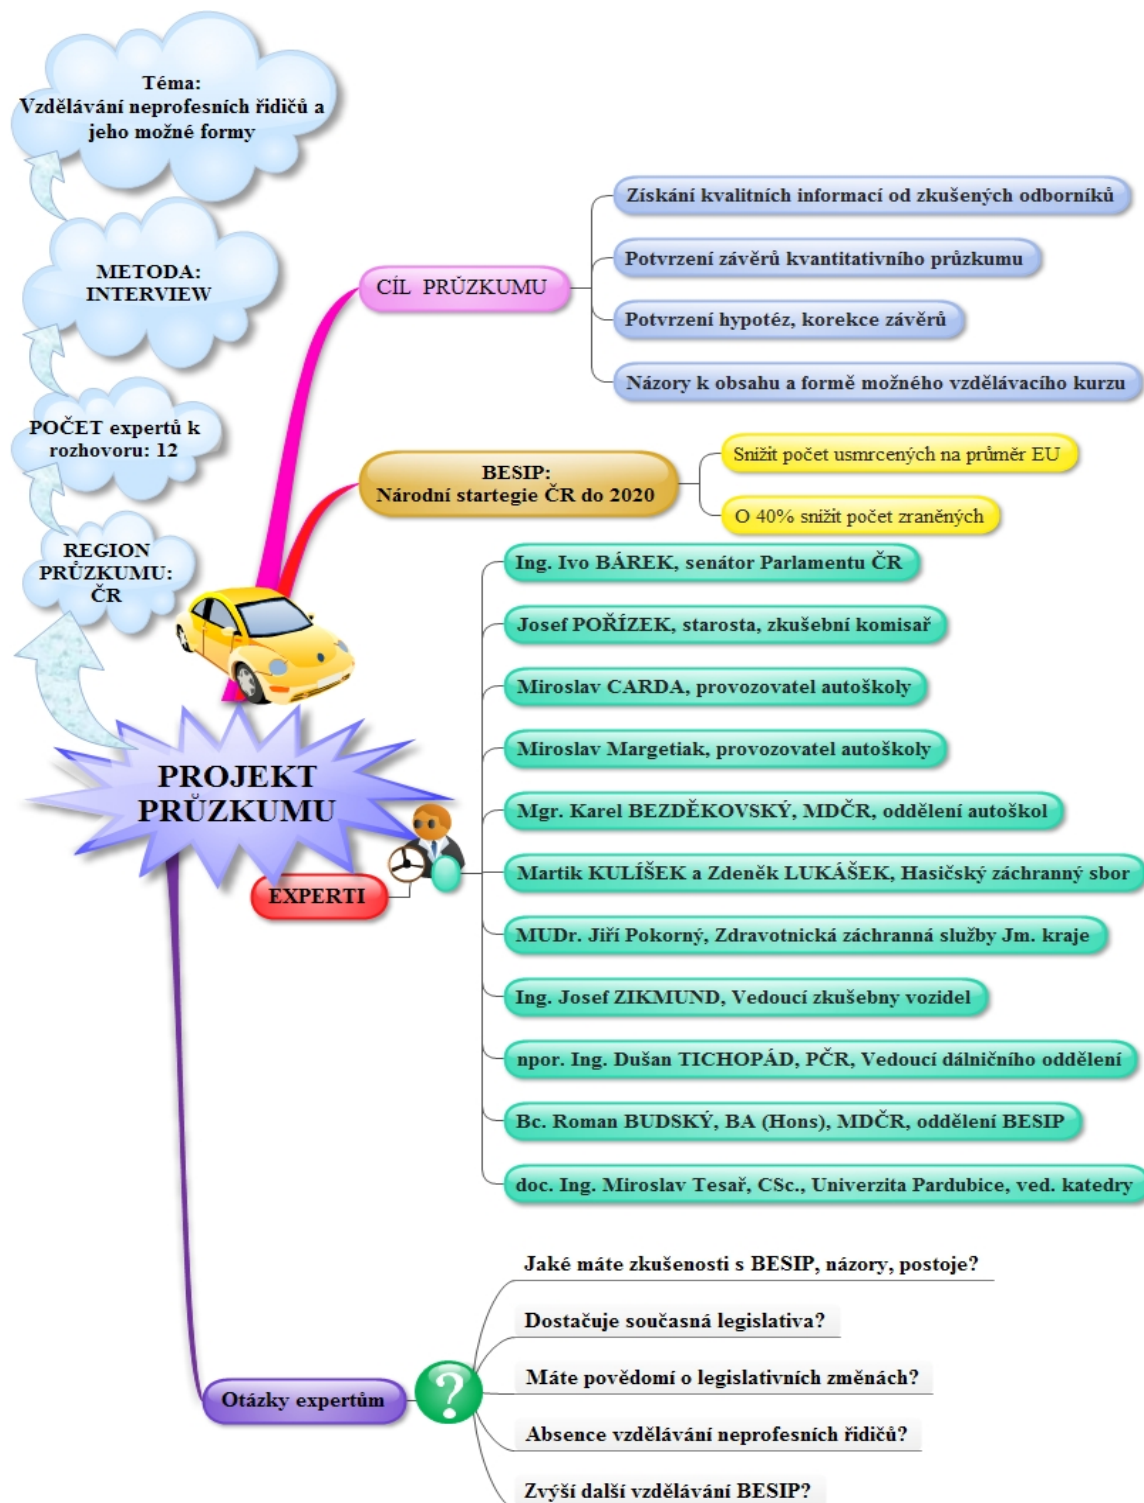 Téma:
Vzdělávání neprofesních řidičů a
jeho možné formy
METODA:
INTERVIEW
POČET expertů k
rozhovoru: 12
REGION
PRŮZKUMU:
ČR
PROJEKT
PRŮZKUMU
CÍL PRŮZKUMU
Získání kvalitních informací od zkušených odborníků
Potvrzení závěrů kvantitativního průzkumu
Potvrzení hypotéz, korekce závěrů
Názory k obsahu a formě možného vzdělávacího kurzu
BESIP:
Národní startegie ČR do 2020
Snížit počet usmrcených na průměr EU
O 40% snížit počet zraněných
EXPERTI
Ing. Ivo BÁREK, senátor Parlamentu ČR
Josef POŘÍZEK, starosta, zkušební komisař
Miroslav CARDA, provozovatel autoškoly
Miroslav Margetiak, provozovatel autoškoly
Mgr. Karel BEZDĚKOVSKÝ, MDČR, oddělení autoškol
Martik KULÍŠEK a Zdeněk LUKÁŠEK, Hasičský záchranný sbor
MUDr. Jiří Pokorný, Zdravotnická záchranná služby Jm. kraje
Ing. Josef ZIKMUND, Vedoucí zkušebny vozidel
npor. Ing. Dušan TICHOPÁD, PČR, Vedoucí dálničního oddělení
Bc. Roman BUDSKÝ, BA (Hons), MDČR, oddělení BESIP
doc. Ing. Miroslav Tesař, CSc., Univerzita Pardubice, ved. katedry
Otázky expertům
?
Jaké máte zkušenosti s BESIP, názory, postoje?
Dostačuje současná legislativa?
Máte povědomí o legislativních změnách?
Absence vzdělávání neprofesních řidičů?
Zvýší další vzdělávání BESIP?